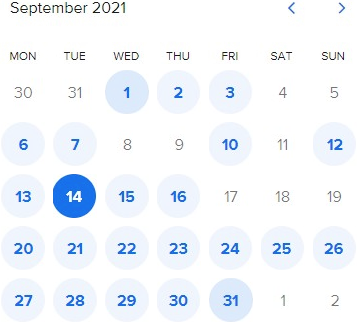 September 2021
MON TUE WED THU FRI SAT SUN
30 31 1 2 3 4 5
6 7 8 9 10 11 12
13 14 15 16 17 18 19
20 21 22 23 24 25 26
27 28 29 30 31 1 2